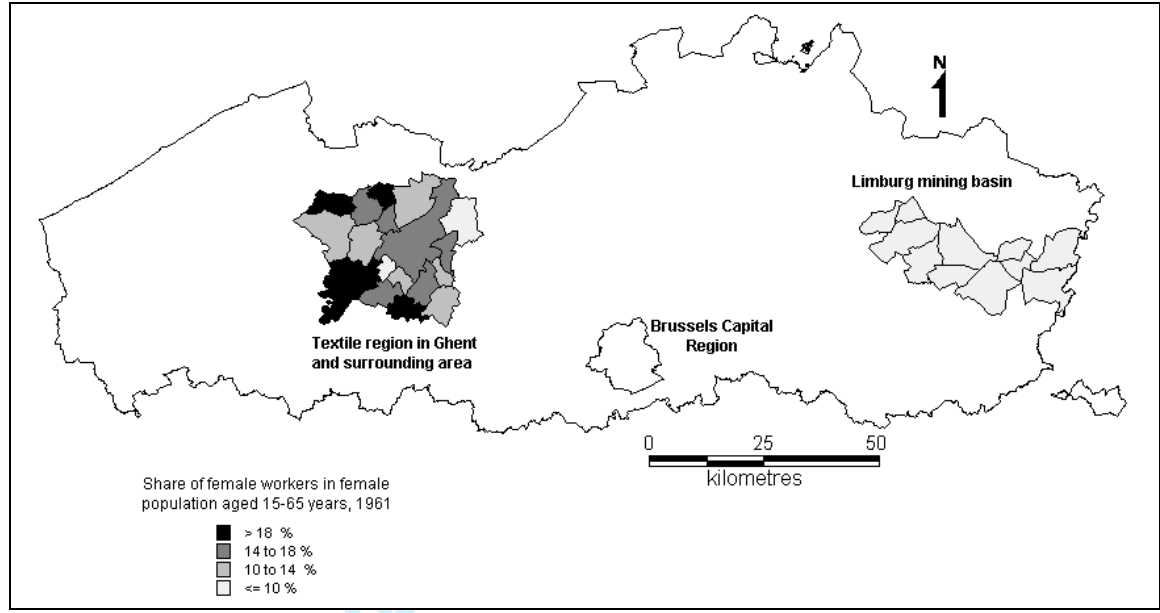 N
Limburg mining basin
Brussels Capital
Region
Textile region in Ghent
and surrounding area
0 25 50
kilometres
Share of female workers in female
population aged 15-65 years, 1961
> 18 %
14 to 18 %
10 to 14 %
<= 10 %